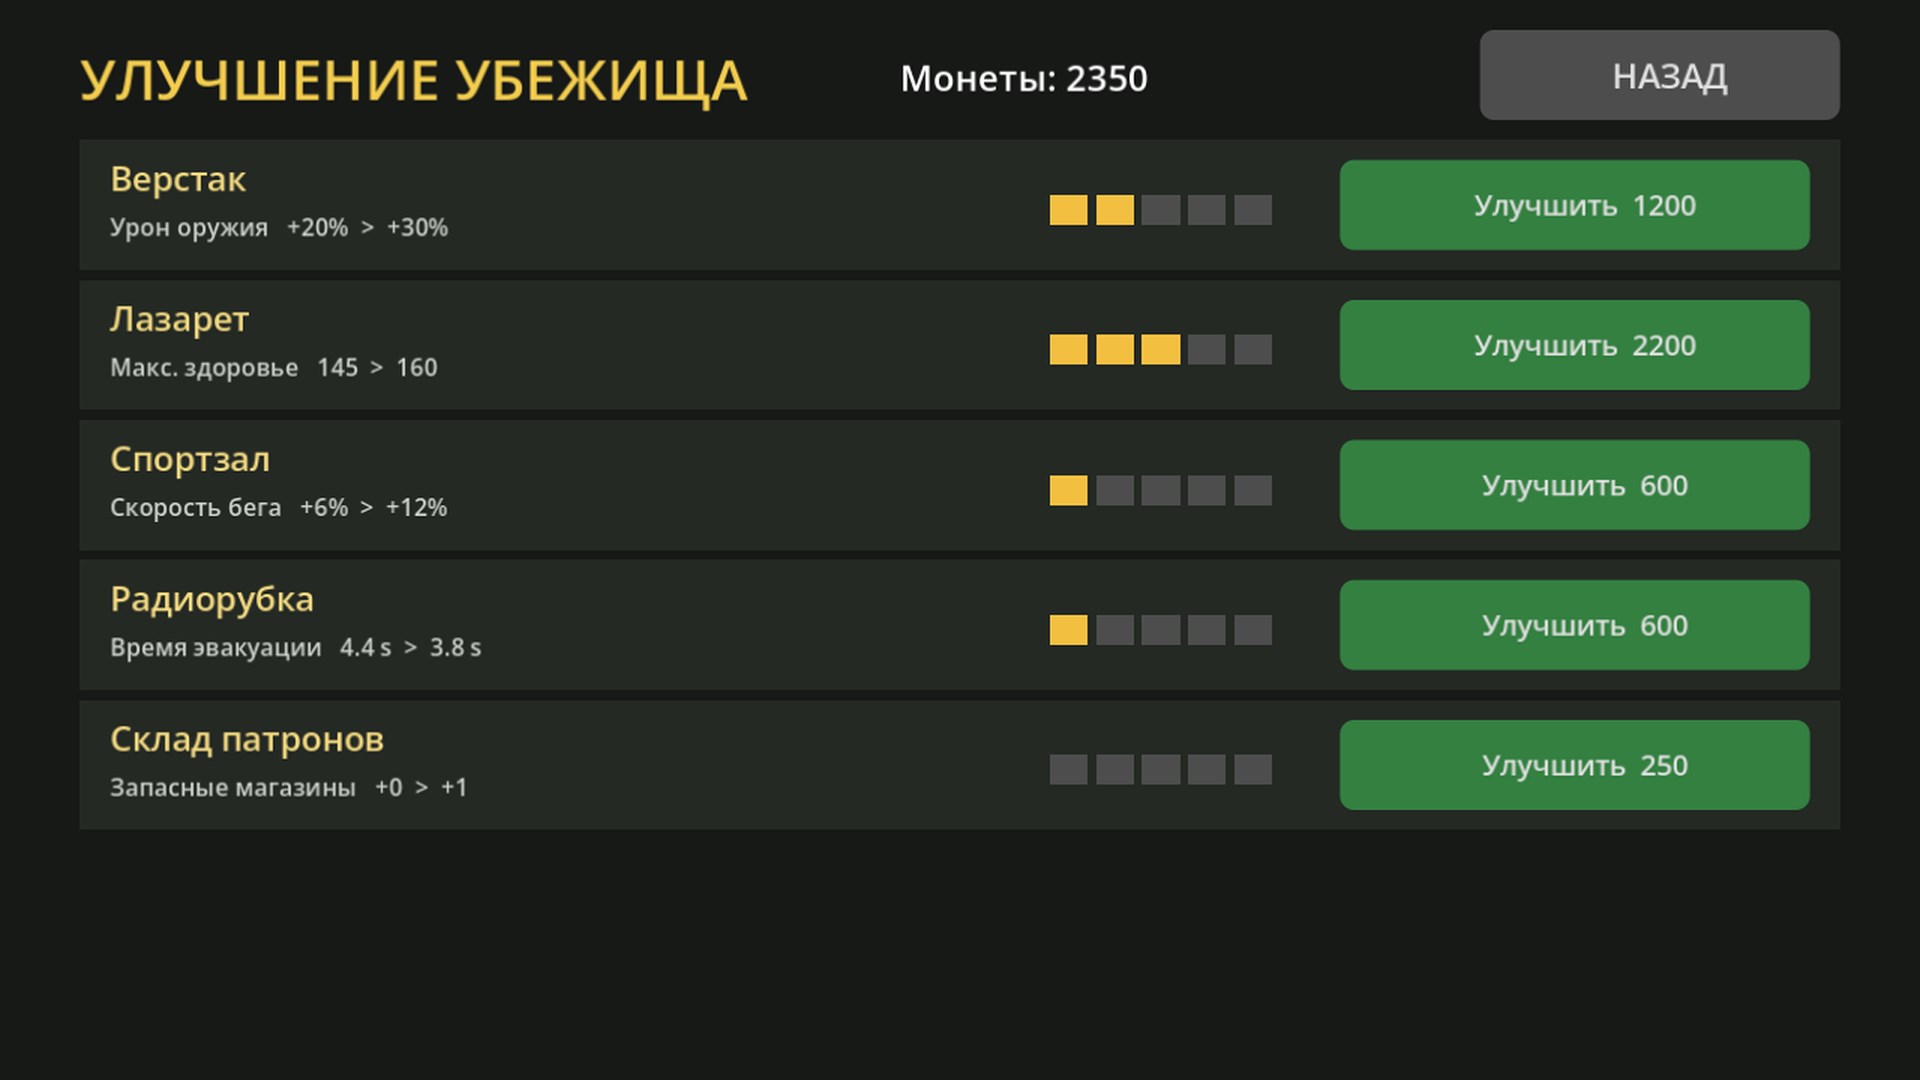 УЛУЧШЕНИЕ УБЕЖИЩА
Монеты: 2350
НАЗАД
Верстак
Урон оружия +20% > +30%
Улучшить 1200
Лазарет
Макс. здоровье 145 > 160
Улучшить 2200
Спортзал
Скорость бега +6% > +12%
Улучшить 600
Радиорубка
Время эвакуации 4.4 s > 3.8 s
Улучшить 600
Склад патронов
Запасные магазины +0 > +1
Улучшить 250